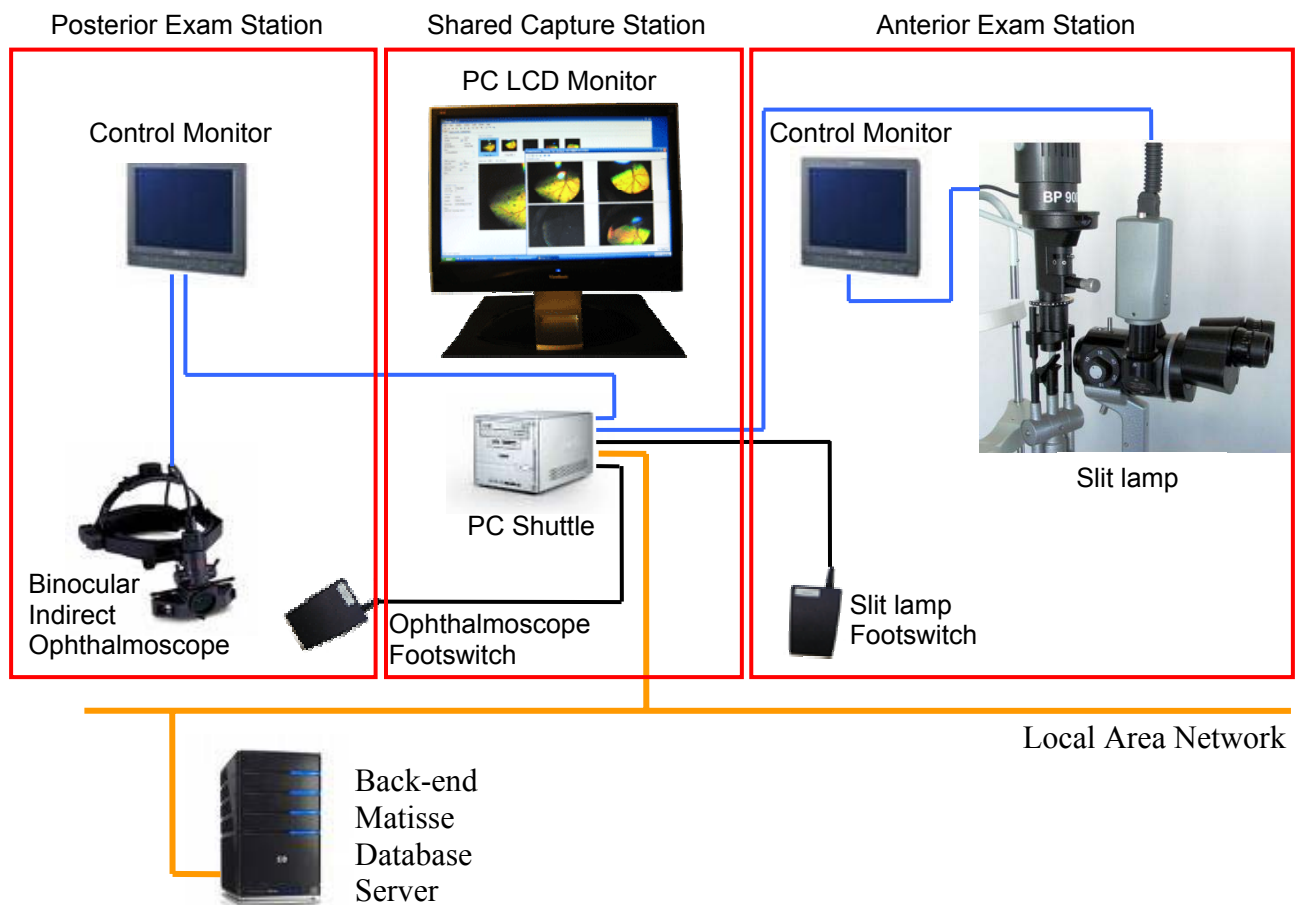 Posterior Exam Station
Shared Capture Station
Anterior Exam Station
PC LCD Monitor
Control Monitor
Control Monitor
BP 900
Slit lamp
PC Shuttle
Binocular
Indirect
Ophthalmoscope
Ophthalmoscope
Footswitch
Slit lamp
Footswitch
Local Area Network
Back-end
Matisse
Database
Server